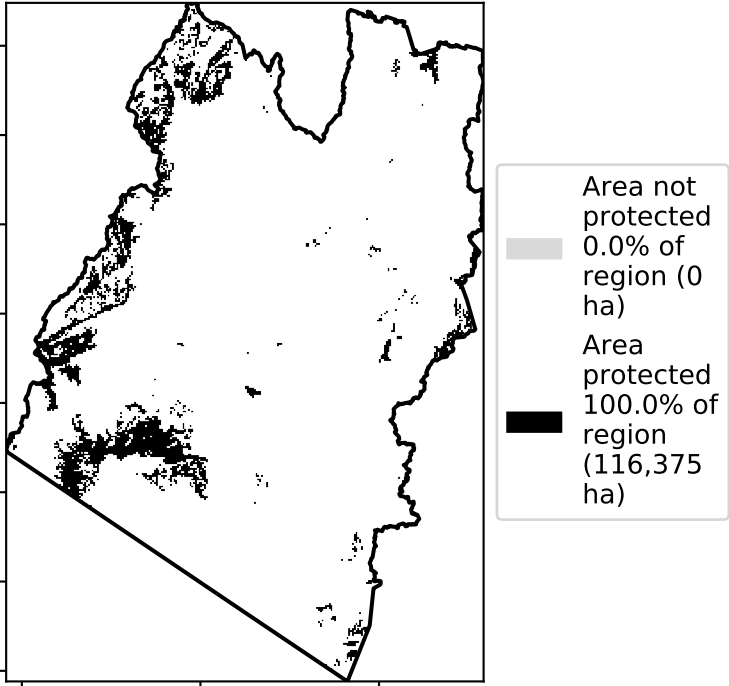 Area not
protected
0.0% of
region (0
ha)
Area
protected
100.0% of
region
(116,375
ha)